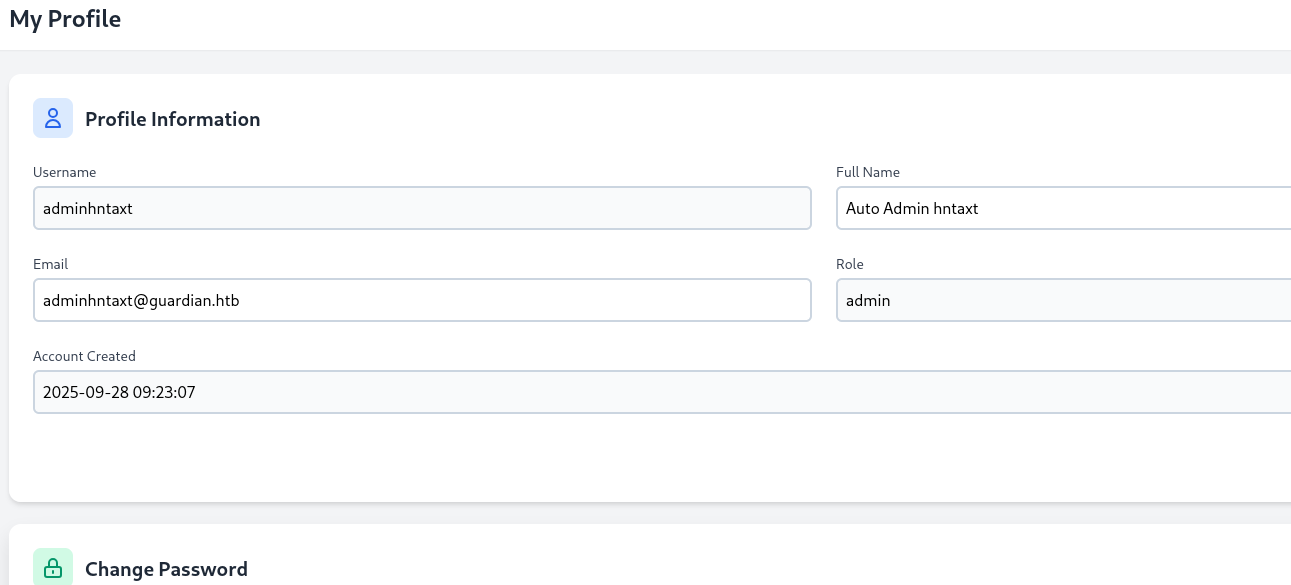 My Profile
Profile Information
Username
Full Name
adminhntaxt
Auto Admin hntaxt
Email
Role
adminhntaxt@guardian.htb
admin
Account Created
2025-09-28 09:23:07
Change Password